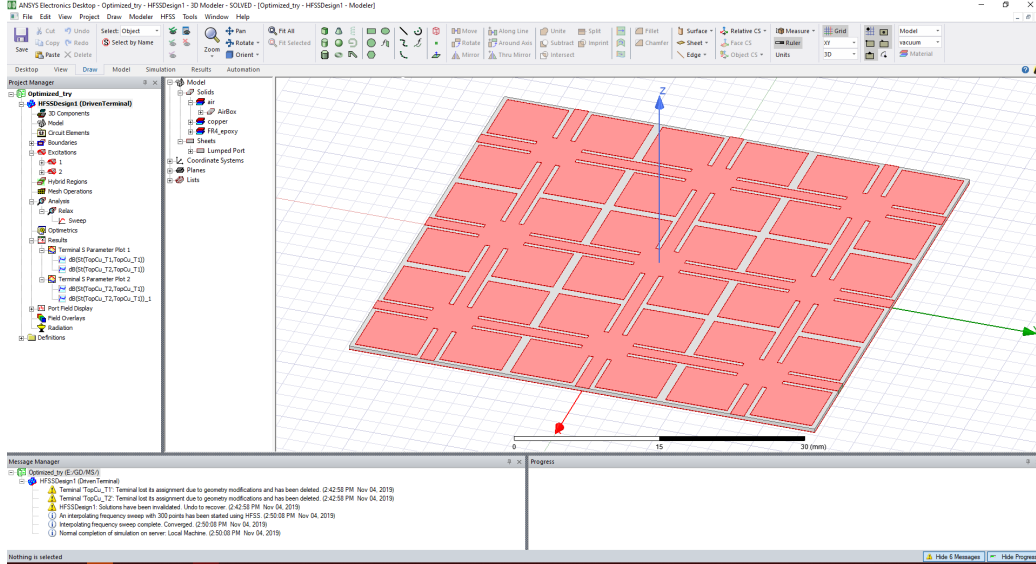 ANSYS Electronics Desktop - Optimized_try - HFSSDesign1 - 3D Modeler - SOLVED - [Optimized_try - HFSSDesign1 - Modeler]
File Edit View Project Draw Modeler HFSS Tools Window Help
Save
Cut Undo
Copy Redo
Paste Delete
Select: Object
Select by Name
Zoom
Pan
Rotate
Orient
Fit All
Fit Selected
Move Along Line
Rotate Around Axis
Mirror Thru Mirror
Unite Split
Subtract Imprint
Intersect
Fillet
Chamfer
Surface
Sheet
Edge
Relative CS
Face CS
Object CS
Measure
Ruler
Units
Grid
XY
3D
Model
vacuum
Material
Desktop View Draw Model Simulation Results Automation
Project Manager
Optimized_try
HFSSDesign1 (DrivenTerminal)
3D Components
Model
Circuit Elements
Boundaries
Excitations
1
2
Hybrid Regions
Mesh Operations
Analysis
Relax
Sweep
Optimetrics
Results
Terminal S Parameter Plot 1
dB(St(TopCu_T1,TopCu_T1))
dB(St(TopCu_T2,TopCu_T1))
Terminal S Parameter Plot 2
dB(St(TopCu_T2,TopCu_T1))
dB(St(TopCu_T2,TopCu_T1))_1
Port Field Display
Field Overlays
Radiation
Definitions
Model
Solids
air
AirBox
copper
FR4_epoxy
Sheets
Lumped Port
Coordinate Systems
Planes
Lists
Z
0 15 30 (mm)
Message Manager
Optimized_try (E:/GD/MS/)
HFSSDesign1 (DrivenTerminal)
Terminal 'TopCu_T1': Terminal lost its assignment due to geometry modifications and has been deleted. (2:42:58 PM Nov 04, 2019)
Terminal 'TopCu_T2': Terminal lost its assignment due to geometry modifications and has been deleted. (2:42:58 PM Nov 04, 2019)
HFSSDesign1: Solutions have been invalidated. Undo to recover. (2:42:58 PM Nov 04, 2019)
An interpolating frequency sweep with 300 points has been started using HFSS. (2:50:08 PM Nov 04, 2019)
Interpolating frequency sweep complete. Converged. (2:50:08 PM Nov 04, 2019)
Normal completion of simulation on server: Local Machine. (2:50:08 PM Nov 04, 2019)
Progress
Nothing is selected
Hide 6 Messages
Hide Progress